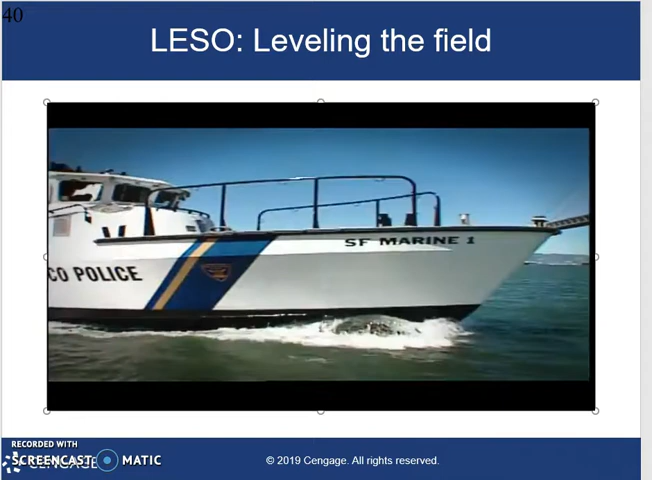 40
LESO: Leveling the field
SF MARINE 1
CO POLICE
RECORDED WITH
SCREENCAST MATIC
CENGAGE
© 2019 Cengage. All rights reserved.